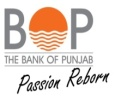 BOP
THE BANK OF PUNJAB
Passion Reborn